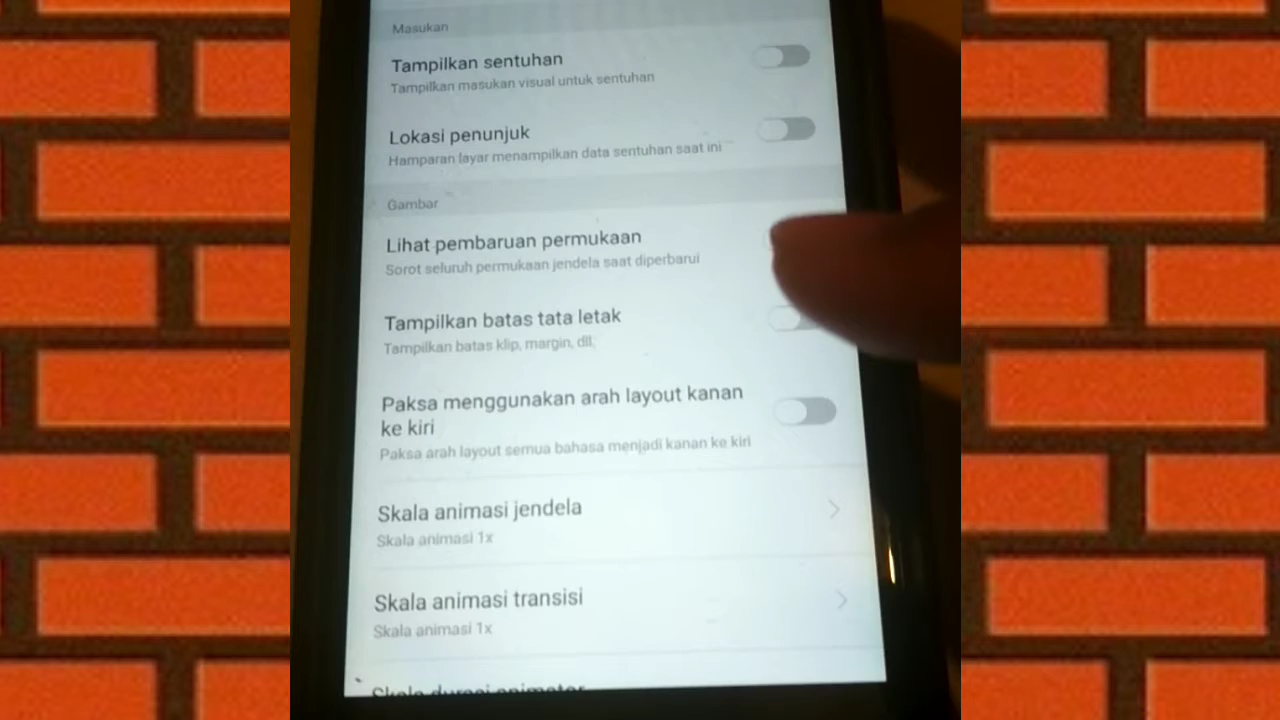 Masukan
Tampilkan sentuhan
Tampilkan masukan visual untuk sentuhan
Lokasi penunjuk
Hamparan layar menampilkan data sentuhan saat ini
Gambar
Lihat pembaruan permukaan
Sorot seluruh permukaan jendela saat diperbarui
Tampilkan batas tata letak
Tampilkan batas klip, margin, dll.
Paksa menggunakan arah layout kanan
ke kiri
Paksa arah layout semua bahasa menjadi kanan ke kiri
Skala animasi jendela
Skala animasi 1x
Skala animasi transisi
Skala animasi 1x
Skala durasi animator